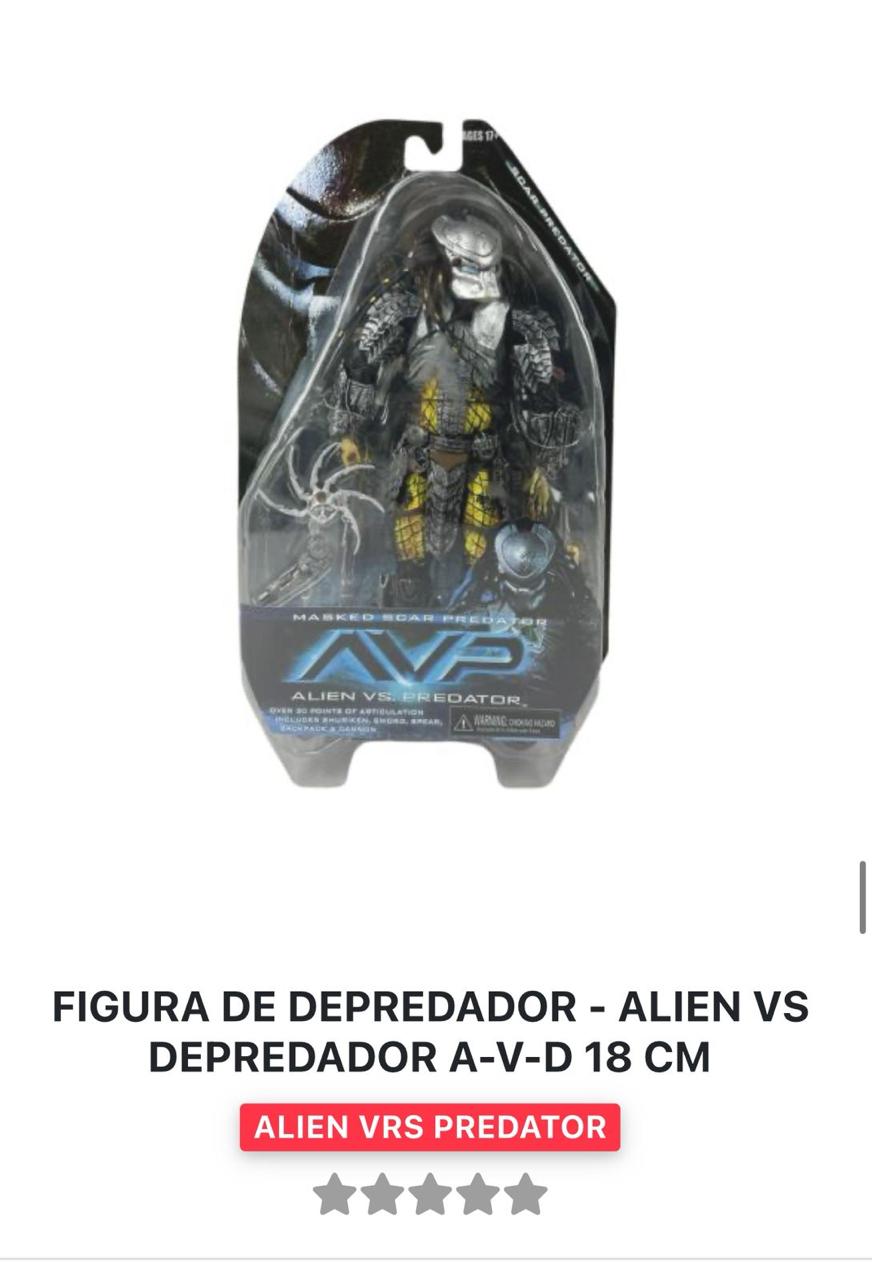 AGES 17+
SCAR PREDATOR
MASKED SCAR PREDATOR
AVP
ALIEN VS. PREDATOR™
OVER 30 POINTS OF ARTICULATION
INCLUDES SHURIKEN, SWORD, SPEAR,
BACKPACK & CANNON
WARNING: CHOKING HAZARD
FIGURA DE DEPREDADOR - ALIEN VS
DEPREDADOR A-V-D 18 CM
ALIEN VRS PREDATOR